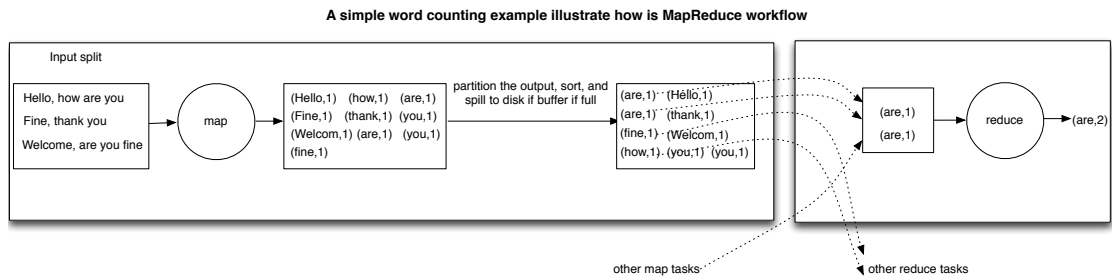 A simple word counting example illustrate how is MapReduce workflow
Input split
Hello, how are you
Fine, thank you
Welcome, are you fine
map
(Hello,1) (how,1) (are,1)
(Fine,1) (thank,1) (you,1)
(Welcom,1) (are,1) (you,1)
(fine,1)
partition the output, sort, and
spill to disk if buffer if full
(are,1) (Hello,1)
(are,1) (thank,1)
(fine,1) (Welcom,1)
(how,1) (you,1) (you,1)
(are,1)
(are,1)
reduce
(are,2)
other map tasks
other reduce tasks